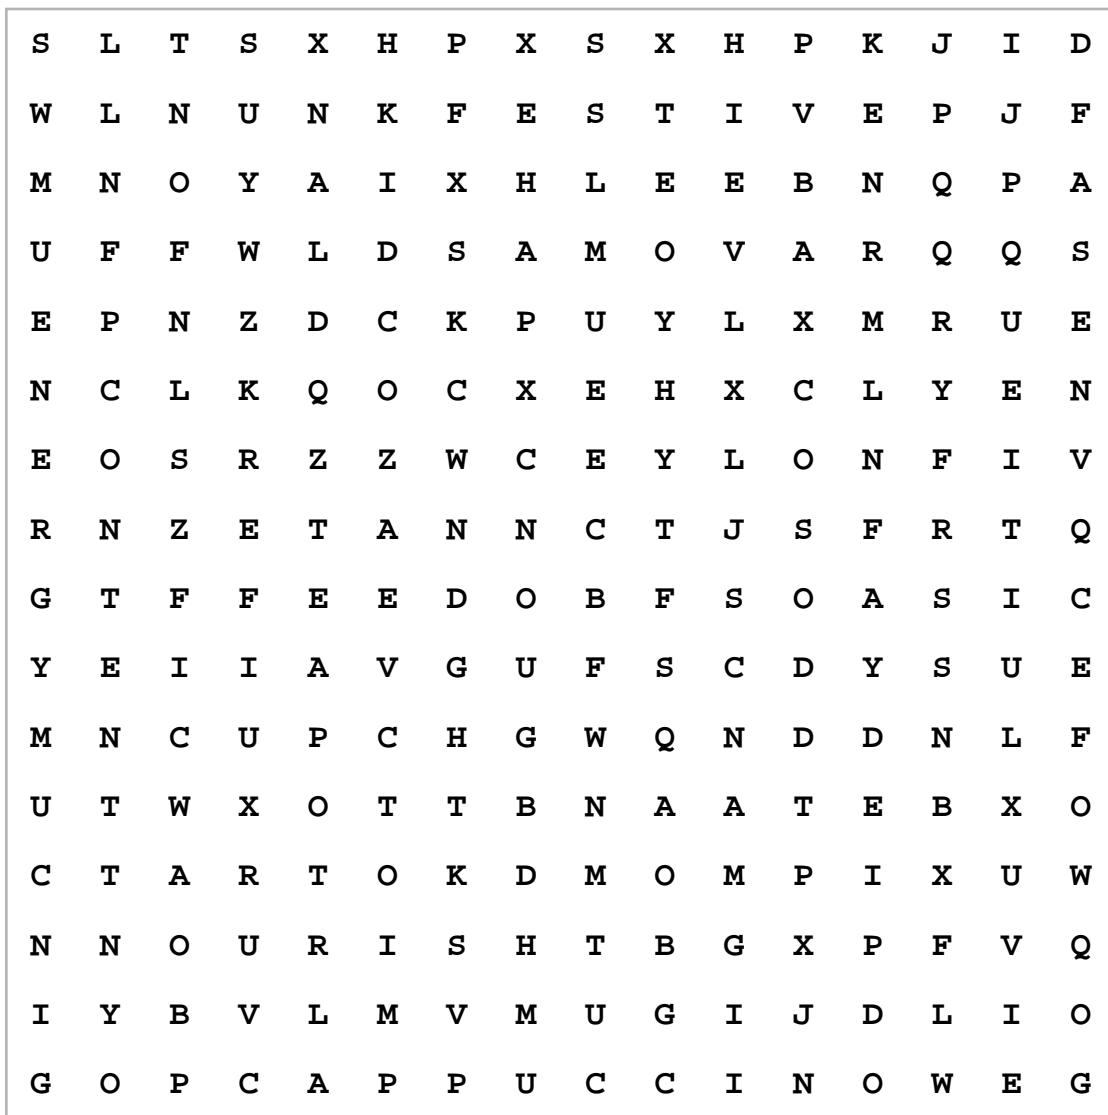 S L T S X H P X S X H P K J I D
W L N U N K F E S T I V E P J F
M N O Y A I X H L E E B N Q P A
U F F W L D S A M O V A R Q Q S
E P N Z D C K P U Y L X M R U E
N C L K Q O C X E H X C L Y E N
E O S R Z Z W C E Y L O N F I V
R N Z E T A N N C T J S F R T Q
G T F F E E D O B F S O A S I C
Y E I I A V G U F S C D Y S U E
M N C U P C H G W Q N D D N L F
U T W X O T T B N A A T E B X O
C T A R T O K D M O M P I X U W
N N O U R I S H T B G X P F V Q
I Y B V L M V M U G I J D L I O
G O P C A P P U C C I N O W E G